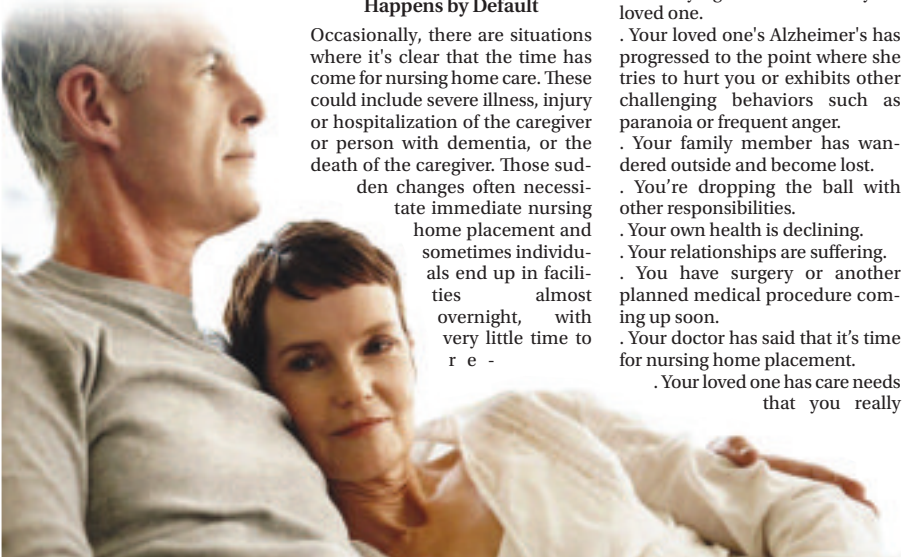 Happens by Default
Occasionally, there are situations
where it's clear that the time has
come for nursing home care. These
could include severe illness, injury
or hospitalization of the caregiver
or person with dementia, or the
death of the caregiver. Those sud-
den changes often necessi-
tate immediate nursing
home placement and
sometimes individu-
als end up in facili-
ties almost
overnight, with
very little time to
r e -
loved one.
. Your loved one's Alzheimer's has
progressed to the point where she
tries to hurt you or exhibits other
challenging behaviors such as
paranoia or frequent anger.
. Your family member has wan-
dered outside and become lost.
. You're dropping the ball with
other responsibilities.
. Your own health is declining.
. Your relationships are suffering.
. You have surgery or another
planned medical procedure com-
ing up soon.
. Your doctor has said that it's time
for nursing home placement.
. Your loved one has care needs
that you really